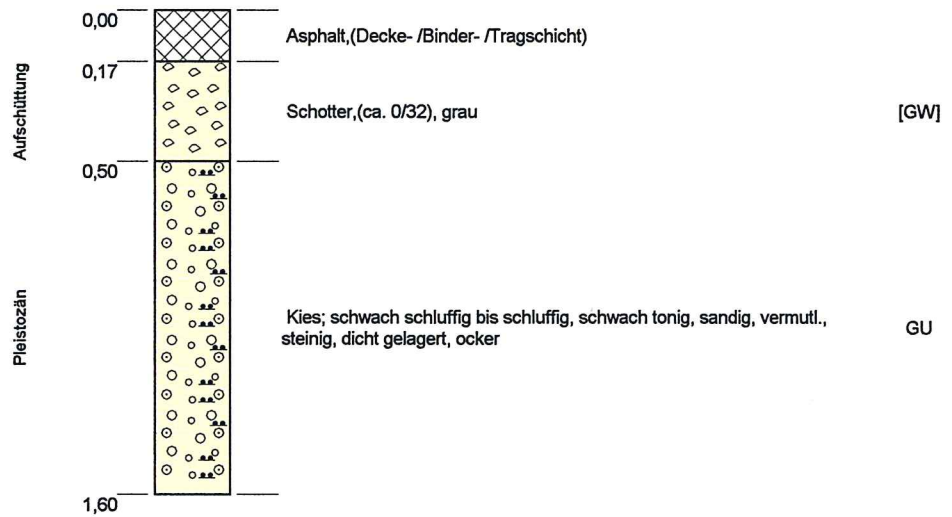 0,00
Asphalt,(Decke- /Binder- /Tragschicht)
0,17
Aufschüttung
Schotter,(ca. 0/32), grau
[GW]
0,50
Pleistozän
Kies; schwach schluffig bis schluffig, schwach tonig, sandig, vermutl.,
steinig, dicht gelagert, ocker
GU
1,60